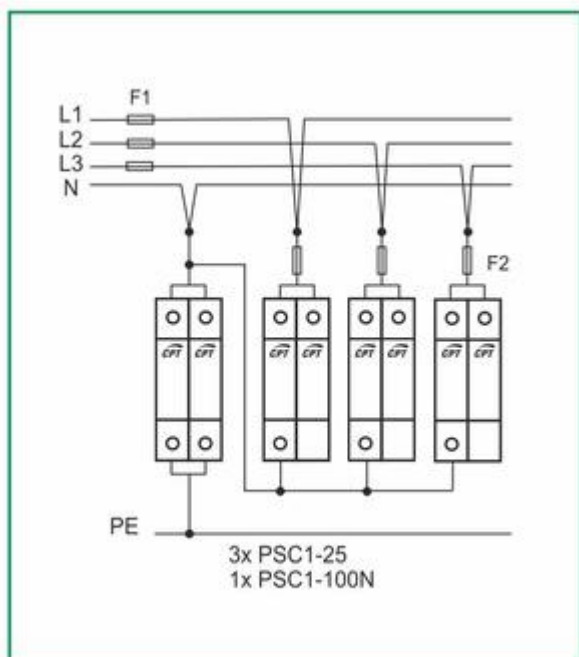 F1
L1
L2
L3
N
F2
CPT CPT CPT CPT CPT CPT CPT CPT
PE
3x PSC1-25
1x PSC1-100N